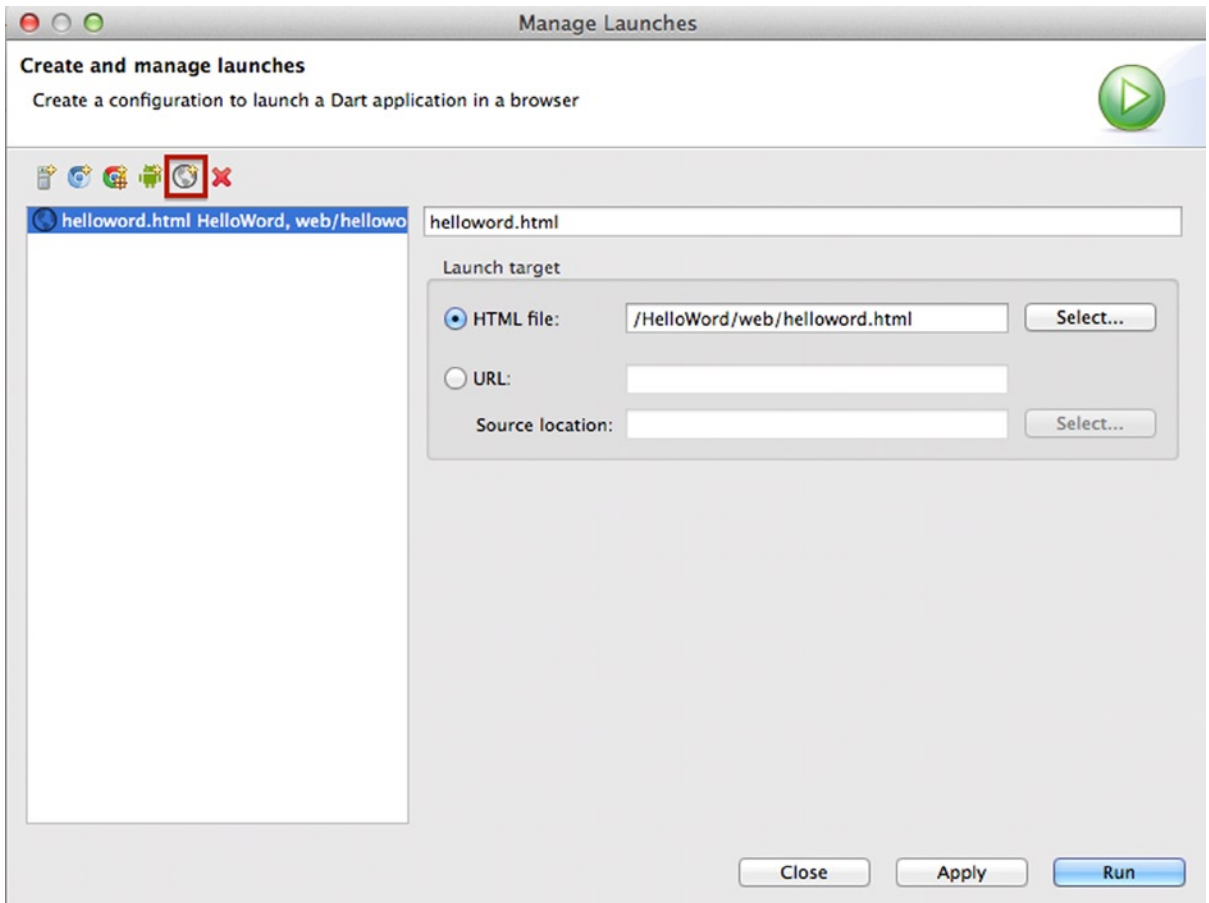 Manage Launches
Create and manage launches
Create a configuration to launch a Dart application in a browser
helloword.html HelloWord, web/hellowo
helloword.html
Launch target
HTML file:
/HelloWord/web/helloword.html
Select...
URL:
Source location:
Select...
Close
Apply
Run